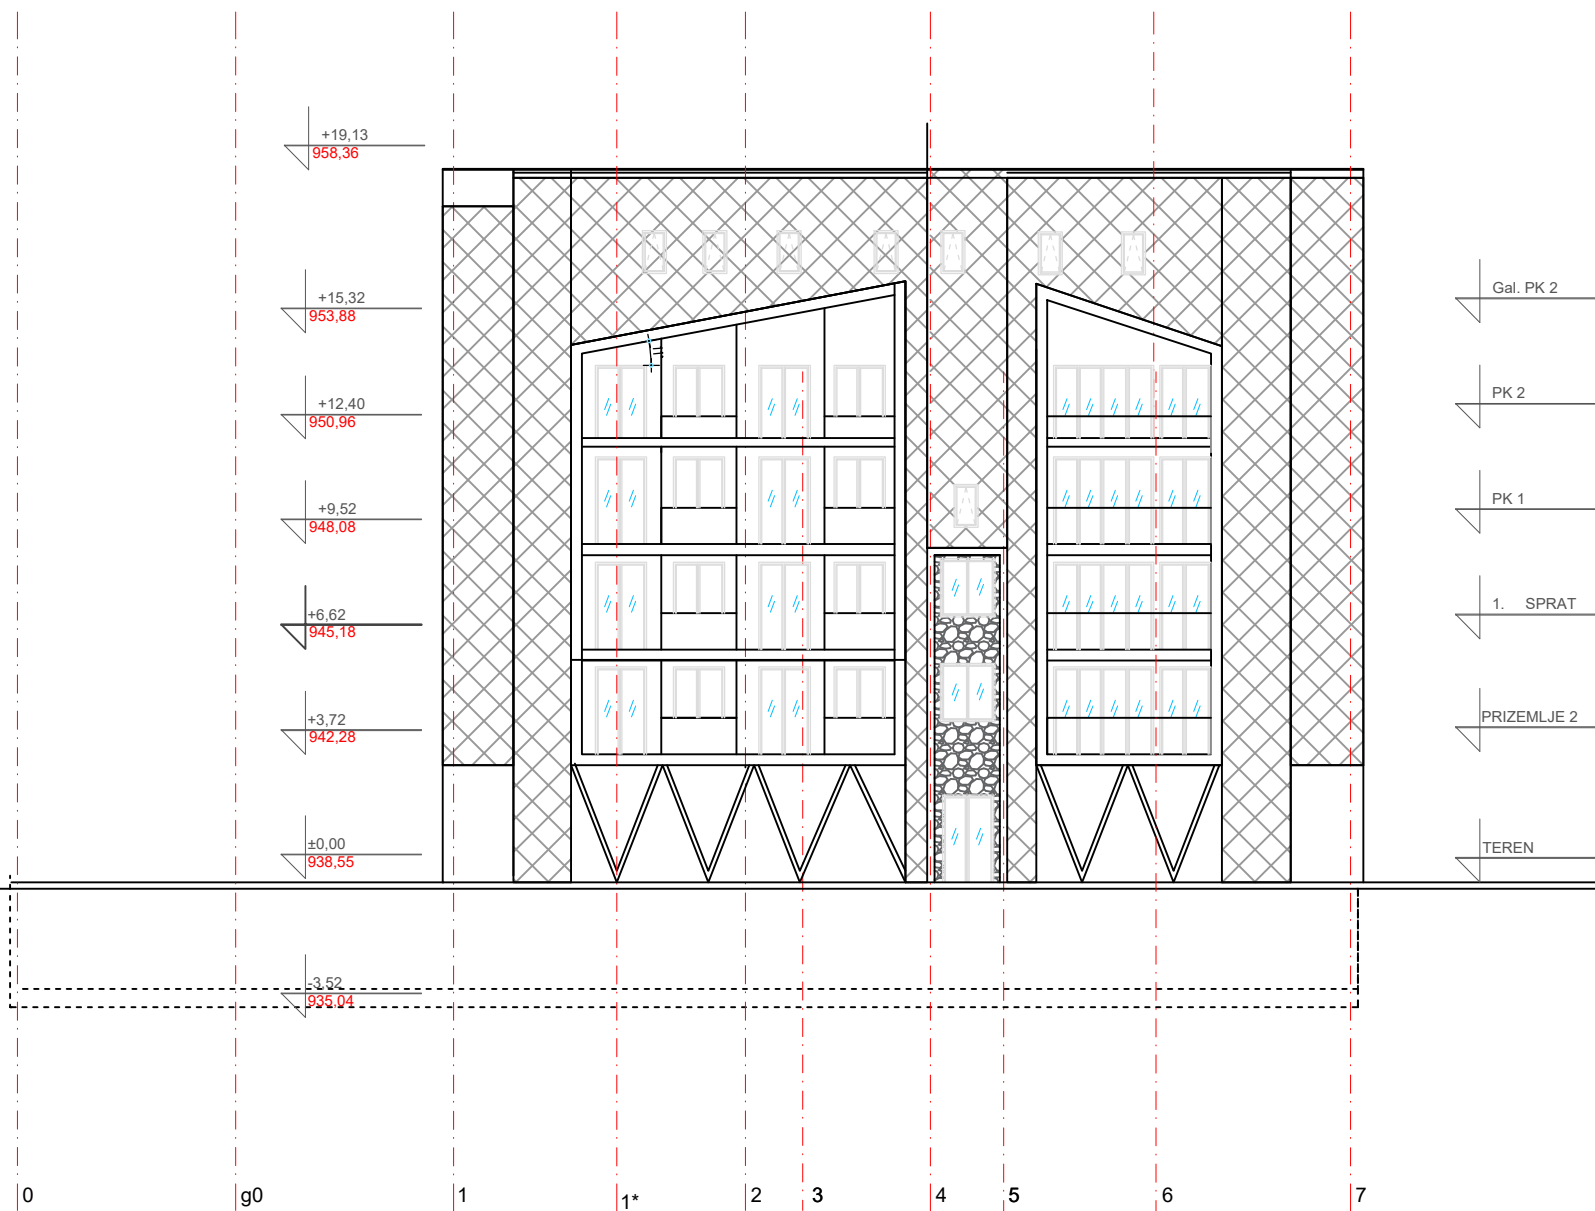 +19,13
958,36
+15,32
953,88
Gal. PK 2
+12,40
950,96
PK 2
+9,52
948,08
PK 1
+6,62
945,18
1. SPRAT
+3,72
942,28
PRIZEMLJE 2
±0,00
938,55
TEREN
-3,52
935,04
0 g0 1 1* 2 3 4 5 6 7